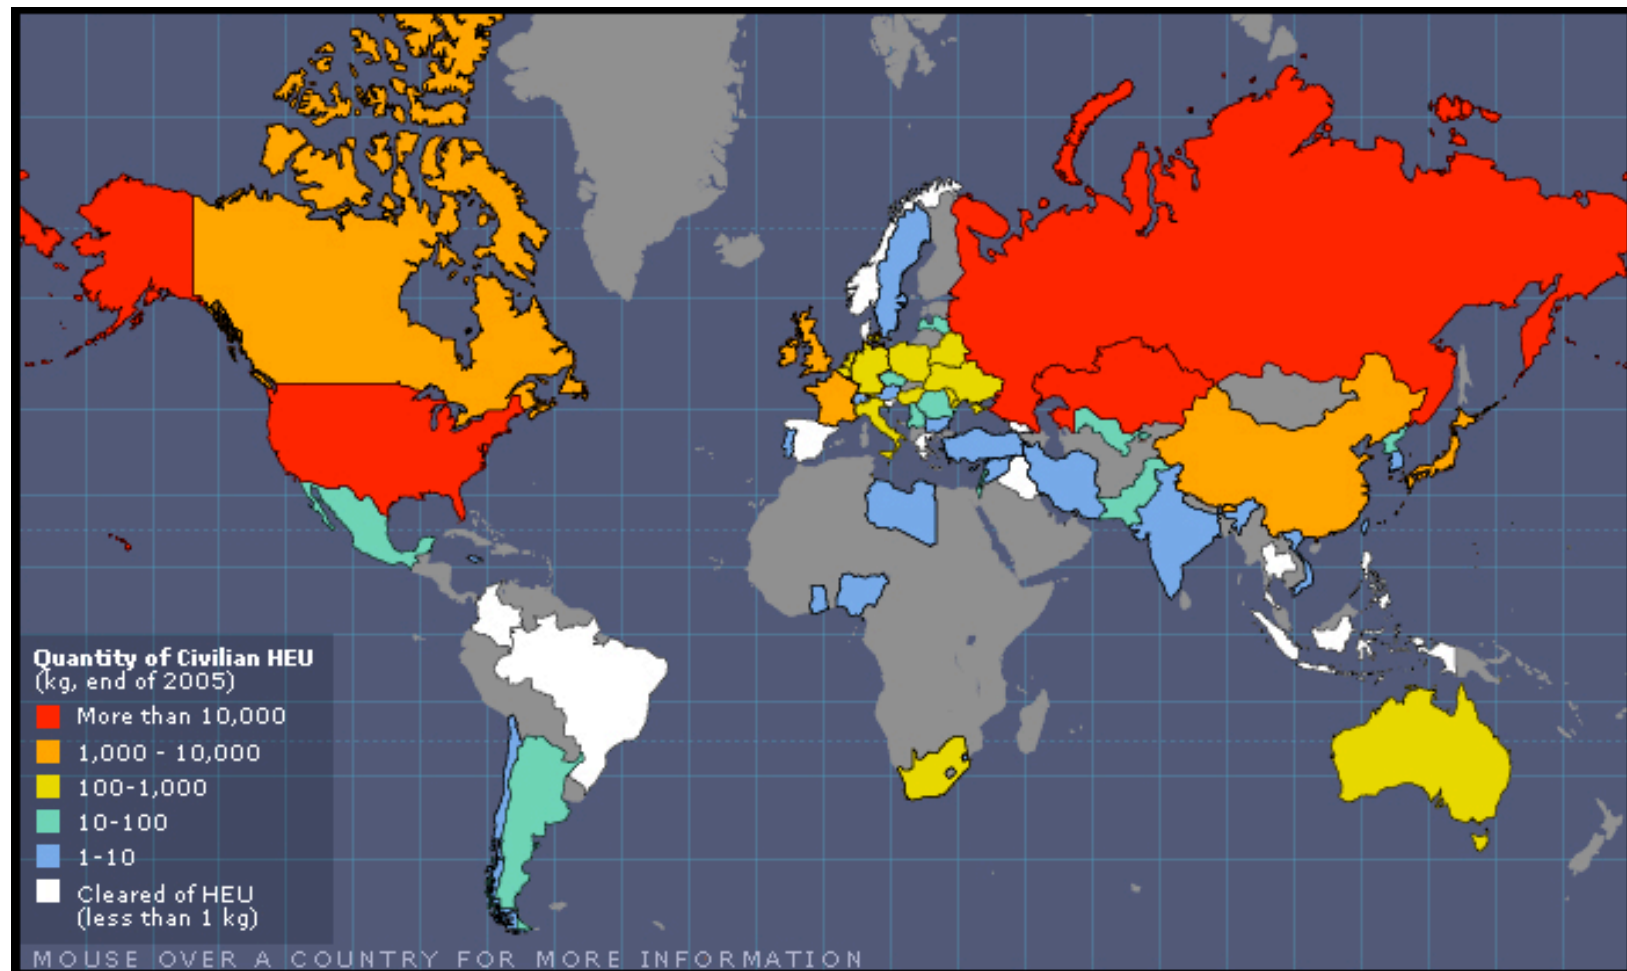 Quantity of Civilian HEU
(kg, end of 2005)
More than 10,000
1,000 - 10,000
100-1,000
10-100
1-10
Cleared of HEU
(less than 1 kg)
MOUSE OVER A COUNTRY FOR MORE INFORMATION